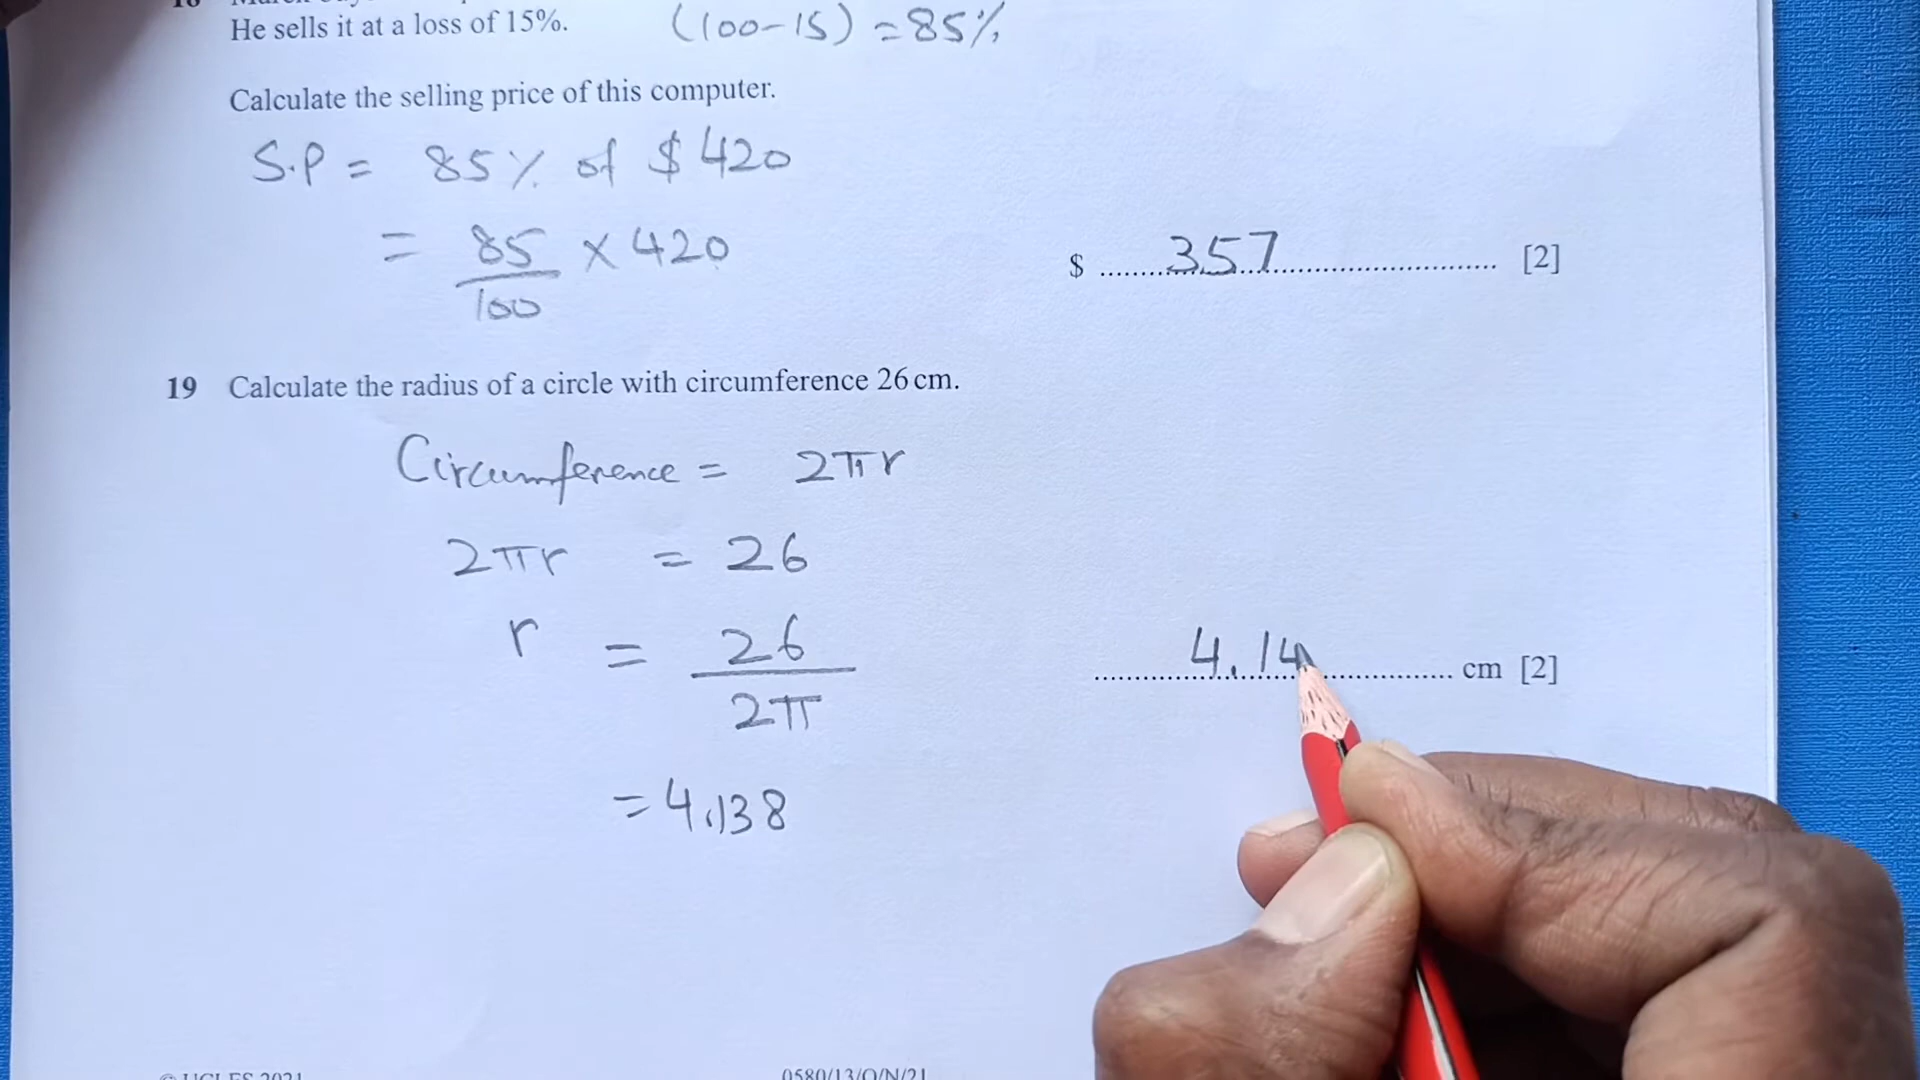 He sells it at a loss of 15%. (100-15) = 85%
Calculate the selling price of this computer.
S.P = 85% of $420
= 85/100 × 420
$ ........357........ [2]
19 Calculate the radius of a circle with circumference 26 cm.
Circumference = 2πr
2πr = 26
r = 26/2π
........4.14........ cm [2]
= 4.138
© UCLES 2021 0580/13/O/N/21